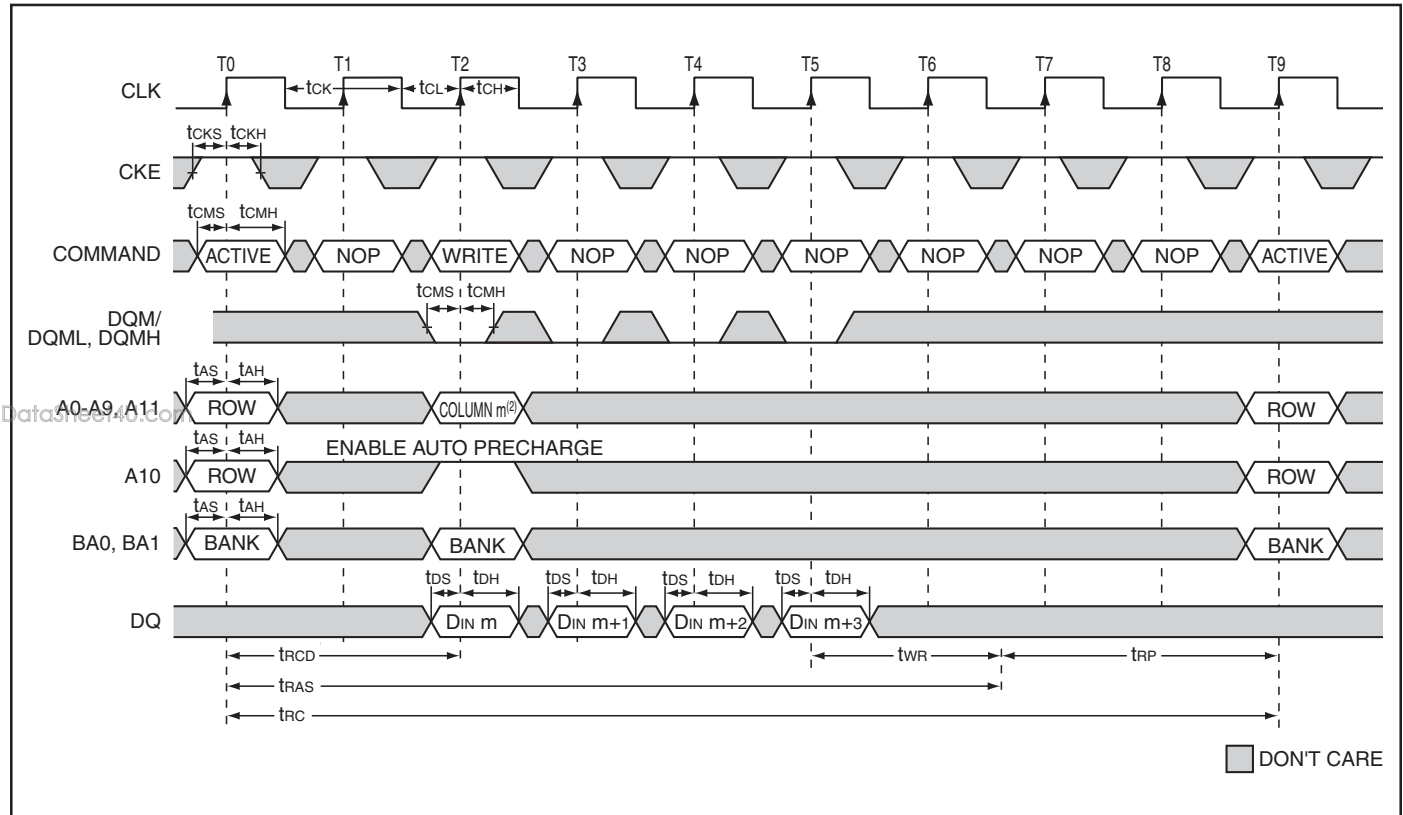 T0 T1 T2 T3 T4 T5 T6 T7 T8 T9
CLK tCK tCL tCH
tCKS tCKH
CKE
tCMS tCMH
COMMAND ACTIVE NOP WRITE NOP NOP NOP NOP NOP NOP ACTIVE
tCMS tCMH
DQM/
DQML, DQMH
tAS tAH
A0-A9, A11 ROW COLUMN m(2) ROW
DataSheet4U.com
tAS tAH
ENABLE AUTO PRECHARGE
A10 ROW ROW
tAS tAH
BA0, BA1 BANK BANK BANK
tDS tDH tDS tDH tDS tDH tDS tDH
DQ DIN m DIN m+1 DIN m+2 DIN m+3
tRCD tWR tRP
tRAS
tRC
DON'T CARE